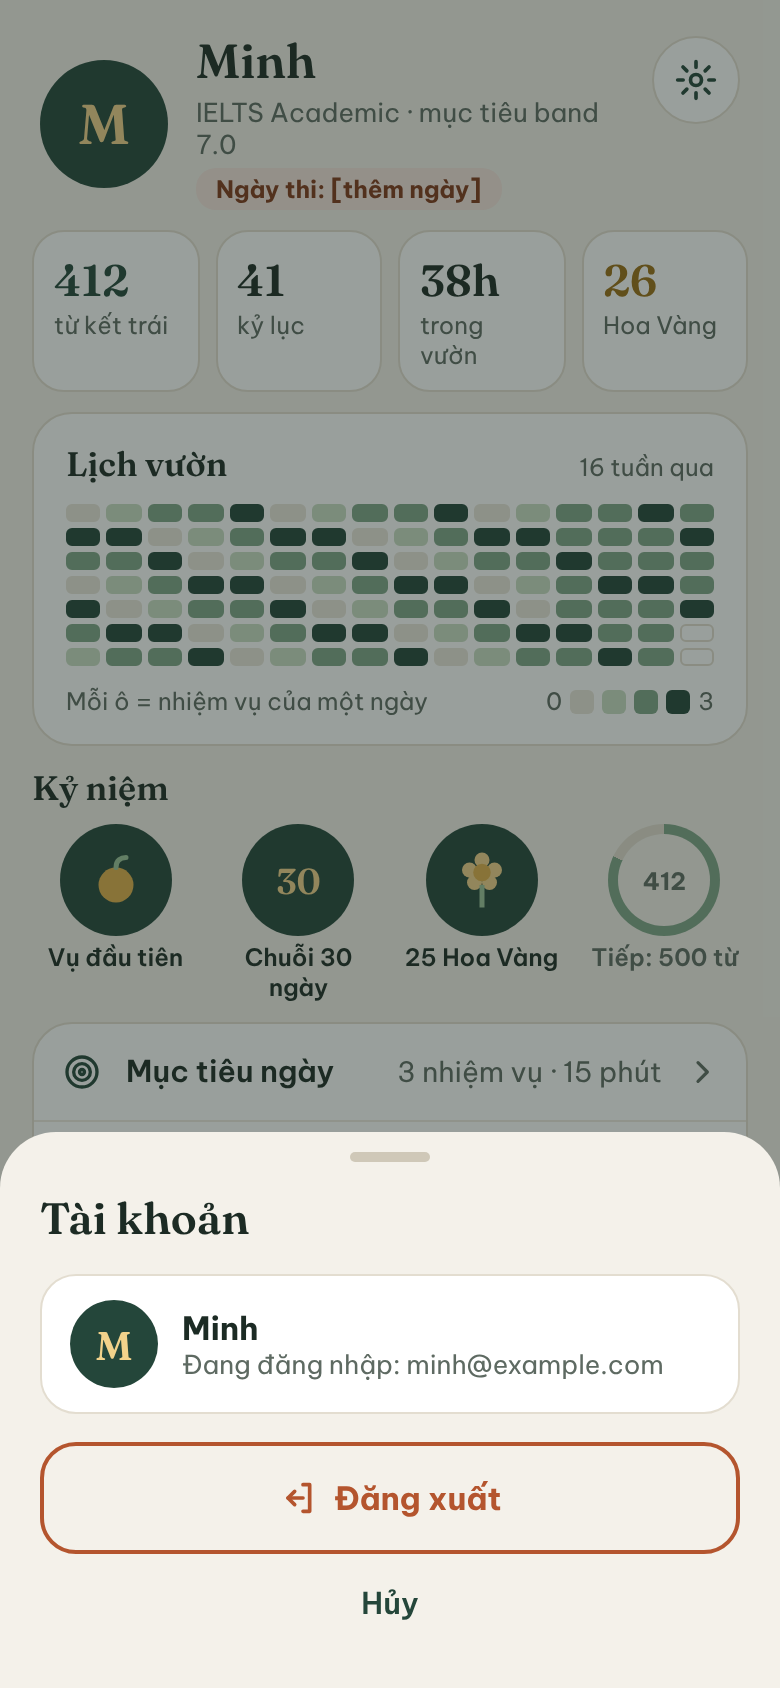 M
Minh
IELTS Academic · mục tiêu band
7.0
Ngày thi: [thêm ngày]
412
từ kết trái
41
kỷ lục
38h
trong
vườn
26
Hoa Vàng
Lịch vườn
16 tuần qua
Mỗi ô = nhiệm vụ của một ngày
0
3
Kỷ niệm
30
412
Vụ đầu tiên
Chuỗi 30
ngày
25 Hoa Vàng
Tiếp: 500 từ
Mục tiêu ngày
3 nhiệm vụ · 15 phút
Tài khoản
M
Minh
Đang đăng nhập: minh@example.com
Đăng xuất
Hủy